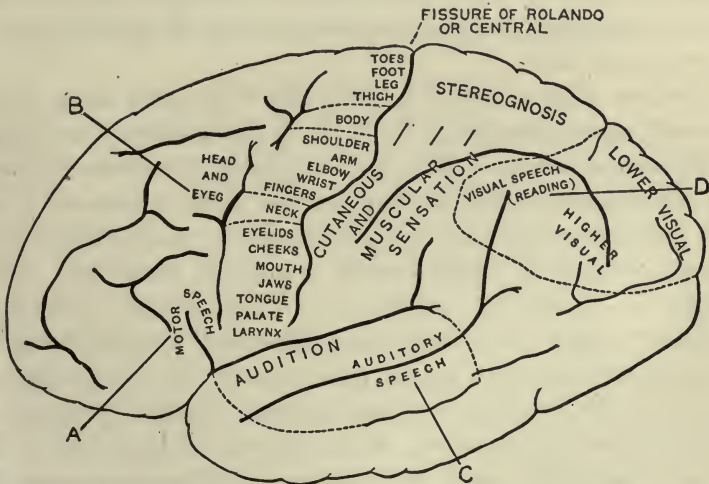 FISSURE OF ROLANDO
OR CENTRAL
TOES
FOOT
LEG
THIGH
BODY
SHOULDER
ARM
ELBOW
WRIST
FINGERS
NECK
EYELIDS
CHEEKS
MOUTH
JAWS
TONGUE
PALATE
LARYNX
B
HEAD
AND
EYEG
STEREOGNOSIS
CUTANEOUS
AND
MUSCULAR
SENSATION
VISUAL SPEECH
(READING)
D
LOWER VISUAL
HIGHER
VISUAL
MOTOR
SPEECH
A
AUDITION
AUDITORY
SPEECH
C